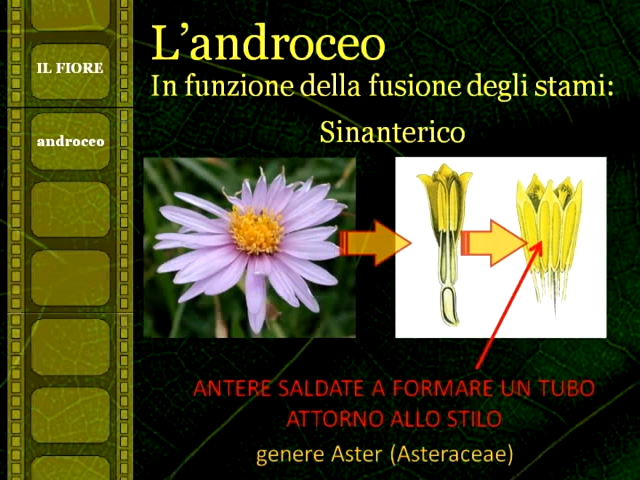 L'androceo
In funzione della fusione degli stami:
Sinanterico
IL FIORE
androceo
ANTERE SALDATE A FORMARE UN TUBO
ATTORNO ALLO STILO
genere Aster (Asteraceae)